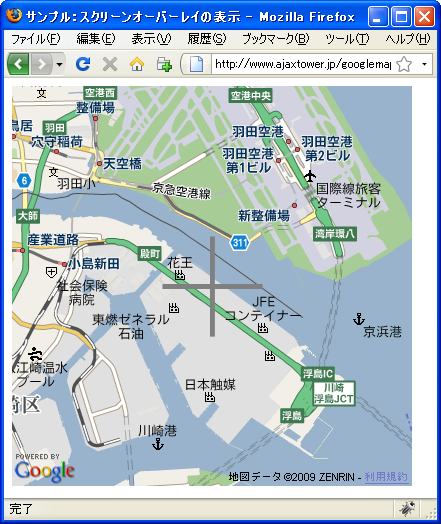 サンプル：スクリーンオーバーレイの表示 - Mozilla Firefox
ファイル(F) 編集(E) 表示(V) 履歴(S) ブックマーク(B) ツール(T) ヘルプ(H)
http://www.ajaxtower.jp/googlemap
文
空港西
空港中央
整備場
鳥居
羽田
穴守稲荷
羽田空港
第1ビル
羽田空港
第2ビル
天空橋
6
文
羽田小
京急空港線
国際線旅客
ターミナル
大師
新整備場
311
湾岸環八
産業道路
殿町
小島新田
花王
社会保険
病院
JFE
コンテイナー
東燃ゼネラル
石油
京浜港
江崎温水
プール
浮島IC
川崎
浮島JCT
日本触媒
浮島
崎区
川崎港
POWERED BY
Google
地図データ ©2009 ZENRIN - 利用規約
完了